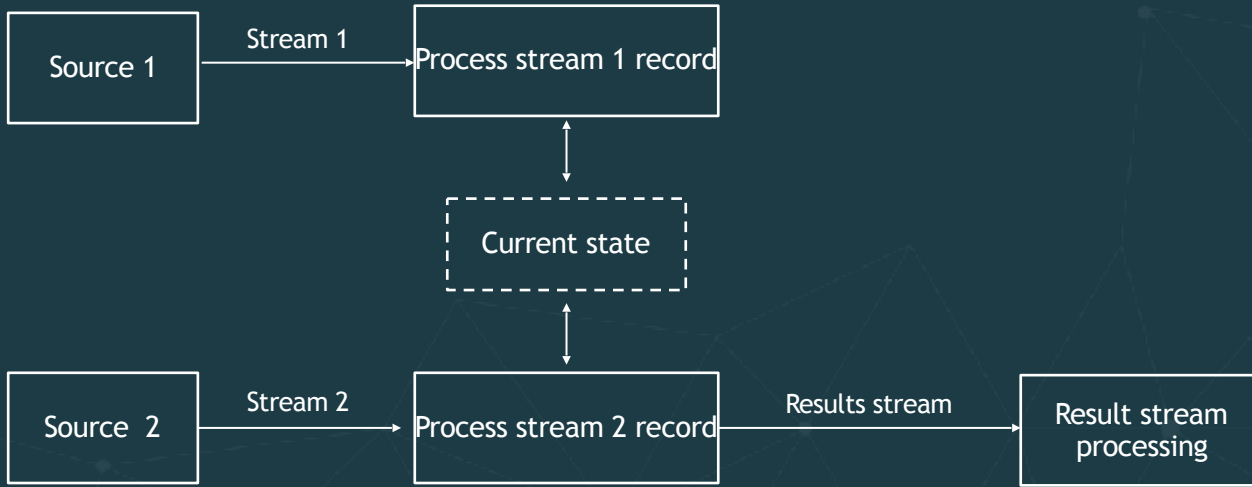 Source 1
Stream 1
Process stream 1 record
Current state
Source 2
Stream 2
Process stream 2 record
Results stream
Result stream
processing